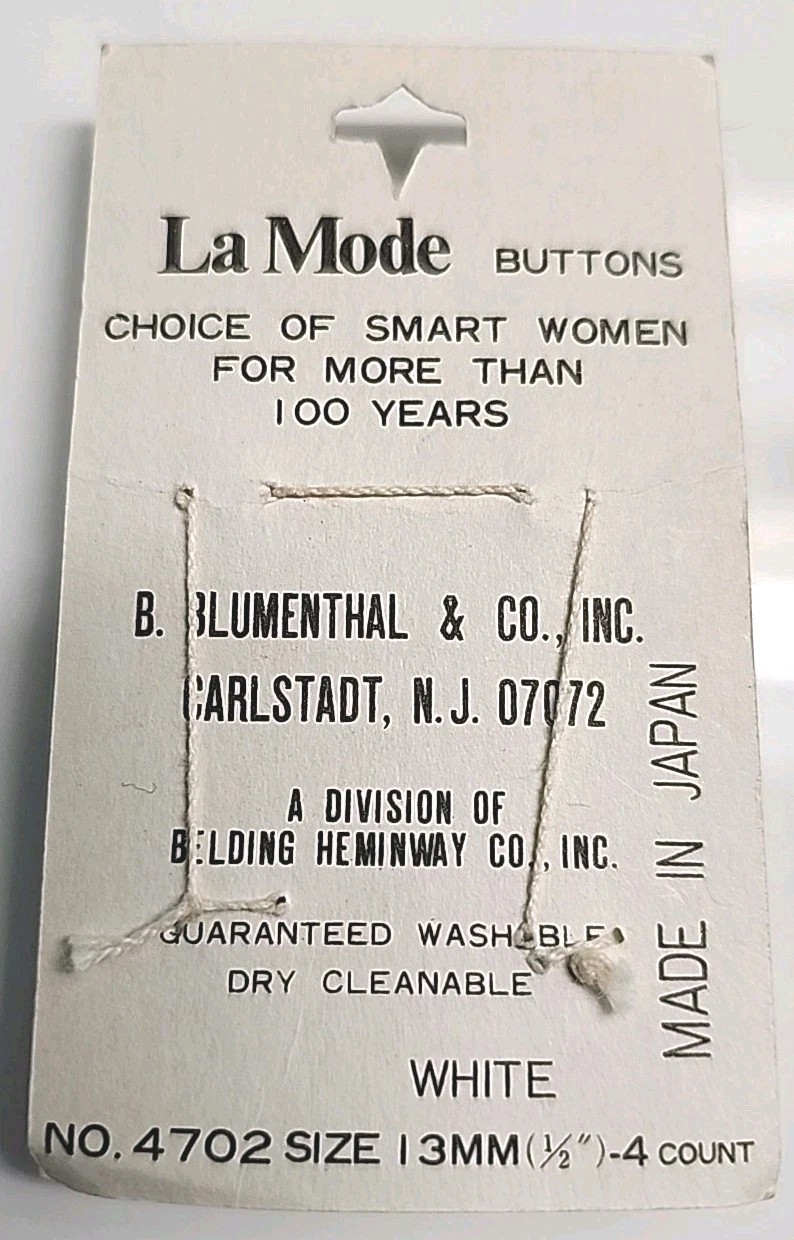 La Mode BUTTONS
CHOICE OF SMART WOMEN
FOR MORE THAN
100 YEARS
B. BLUMENTHAL & CO., INC.
CARLSTADT, N.J. 07072
A DIVISION OF
BELDING HEMINWAY CO., INC.
GUARANTEED WASHABLE
DRY CLEANABLE
MADE IN JAPAN
WHITE
NO. 4702 SIZE 13MM (½")-4 COUNT